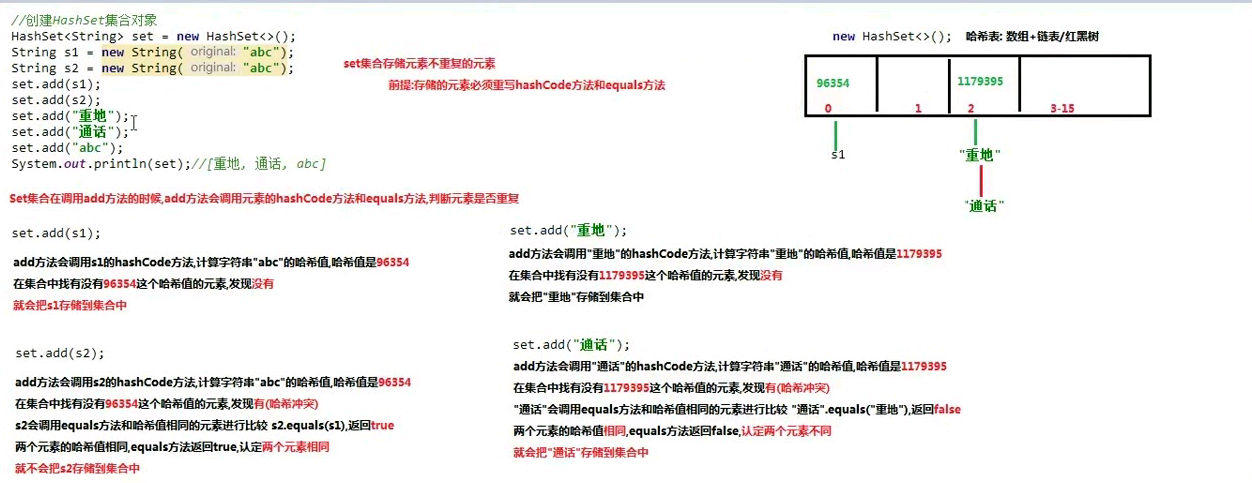 //创建HashSet集合对象
HashSet<String> set = new HashSet<>();
String s1 = new String( original: "abc");
String s2 = new String( original: "abc");
set.add(s1);
set.add(s2);
set.add("重地");
set.add("通话");
set.add("abc");
System.out.println(set);//[重地, 通话, abc]
set集合存储元素不重复的元素
前提:存储的元素必须重写hashCode方法和equals方法
new HashSet<>(); 哈希表: 数组+链表/红黑树
96354
1179395
0
1
2
3-15
s1
"重地"
"通话"
Set集合在调用add方法的时候,add方法会调用元素的hashCode方法和equals方法,判断元素是否重复
set.add(s1);
add方法会调用s1的hashCode方法,计算字符串"abc"的哈希值,哈希值是96354
在集合中找有没有96354这个哈希值的元素,发现没有
就会把s1存储到集合中
set.add(s2);
add方法会调用s2的hashCode方法,计算字符串"abc"的哈希值,哈希值是96354
在集合中找有没有96354这个哈希值的元素,发现有(哈希冲突)
s2会调用equals方法和哈希值相同的元素进行比较 s2.equals(s1),返回true
两个元素的哈希值相同,equals方法返回true,认定两个元素相同
就不会把s2存储到集合中
set.add("重地");
add方法会调用"重地"的hashCode方法,计算字符串"重地"的哈希值,哈希值是1179395
在集合中找有没有1179395这个哈希值的元素,发现没有
就会把"重地"存储到集合中
set.add("通话");
add方法会调用"通话"的hashCode方法,计算字符串"通话"的哈希值,哈希值是1179395
在集合中找有没有1179395这个哈希值的元素,发现有(哈希冲突)
"通话"会调用equals方法和哈希值相同的元素进行比较 "通话".equals("重地"),返回false
两个元素的哈希值相同,equals方法返回false,认定两个元素不同
就会把"通话"存储到集合中